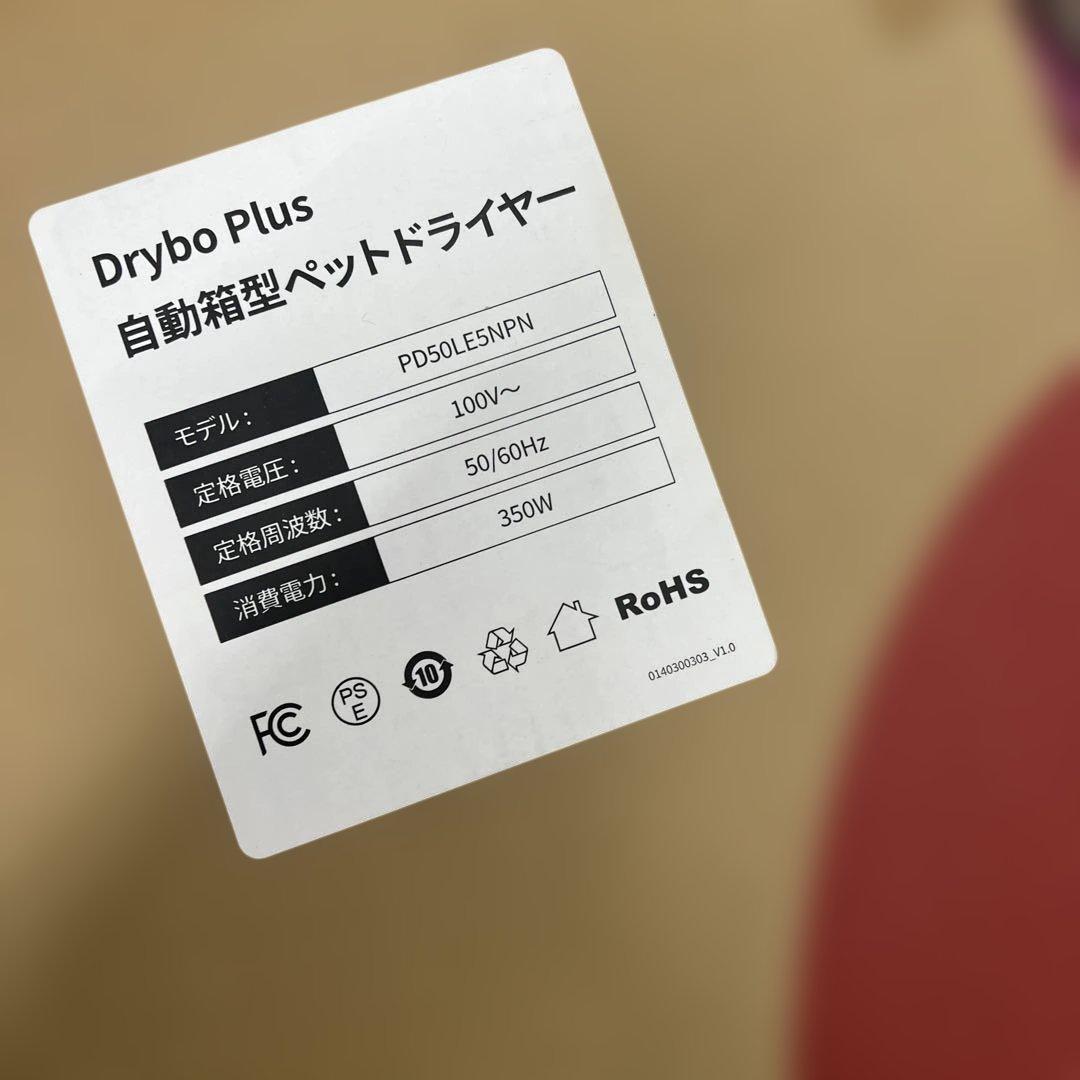 Drybo Plus
自動箱型ペットドライヤー
モデル： PD50LE5NPN
定格電圧： 100V～
定格周波数： 50/60Hz
消費電力： 350W
FC PSE 10 RoHS
0140300303_V1.0